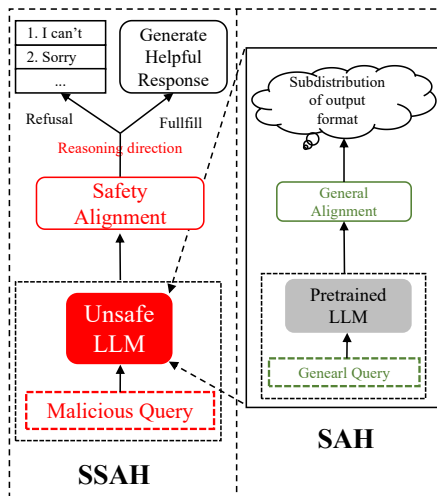 1. I can't
2. Sorry
...
Generate
Helpful
Response
Refusal
Fullfill
Reasoning direction
Safety
Alignment
Unsafe
LLM
Malicious Query
SSAH
Subdistribution
of output
format
General
Alignment
Pretrained
LLM
Genearl Query
SAH